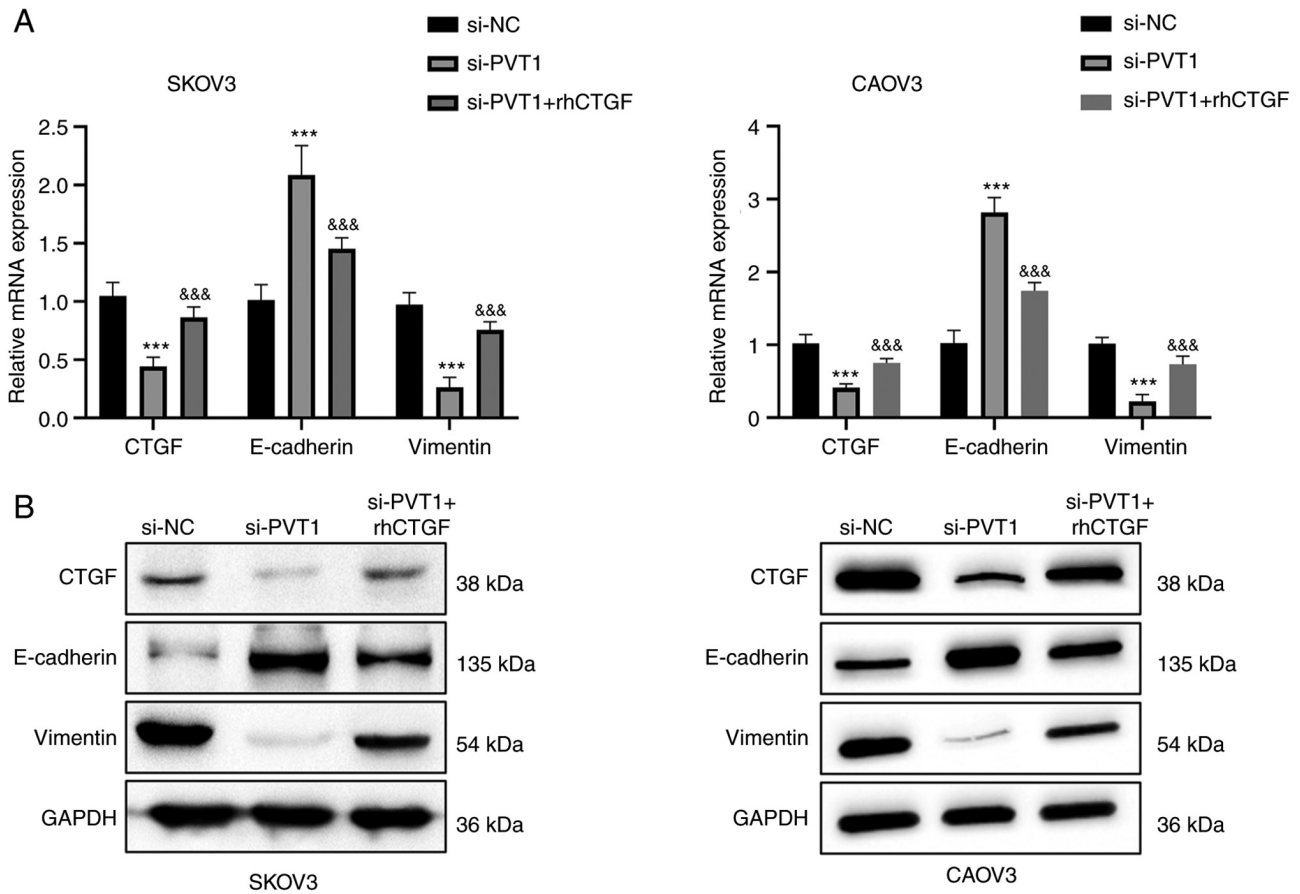 A
SKOV3
si-NC
si-PVT1
si-PVT1+rhCTGF
Relative mRNA expression
2.5
2.0
1.5
1.0
0.5
0.0
***
&&&
***
&&&
***
&&&
CTGF
E-cadherin
Vimentin
CAOV3
si-NC
si-PVT1
si-PVT1+rhCTGF
Relative mRNA expression
4
3
2
1
0
***
&&&
***
&&&
***
&&&
CTGF
E-cadherin
Vimentin
B
si-NC
si-PVT1
si-PVT1+
rhCTGF
CTGF
38 kDa
E-cadherin
135 kDa
Vimentin
54 kDa
GAPDH
36 kDa
SKOV3
si-NC
si-PVT1
si-PVT1+
rhCTGF
CTGF
38 kDa
E-cadherin
135 kDa
Vimentin
54 kDa
GAPDH
36 kDa
CAOV3